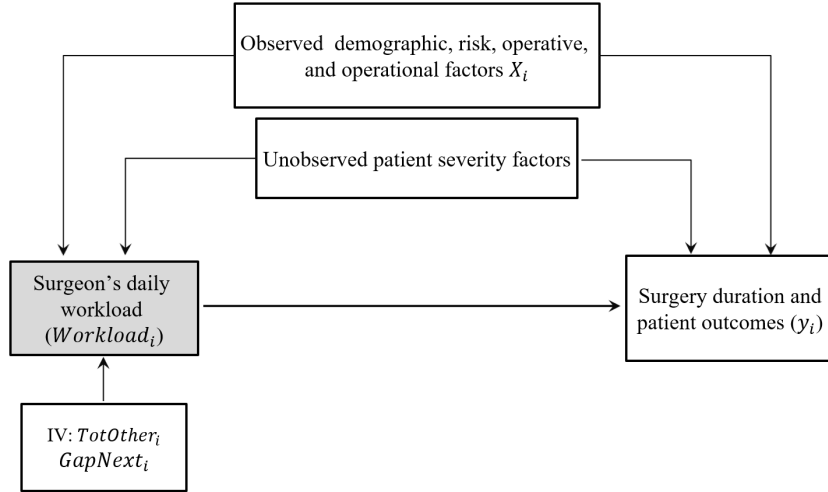 Observed demographic, risk, operative,
and operational factors X_i
Unobserved patient severity factors
Surgeon’s daily
workload
(Workload_i)
Surgery duration and
patient outcomes (y_i)
IV: TotOther_i
GapNext_i